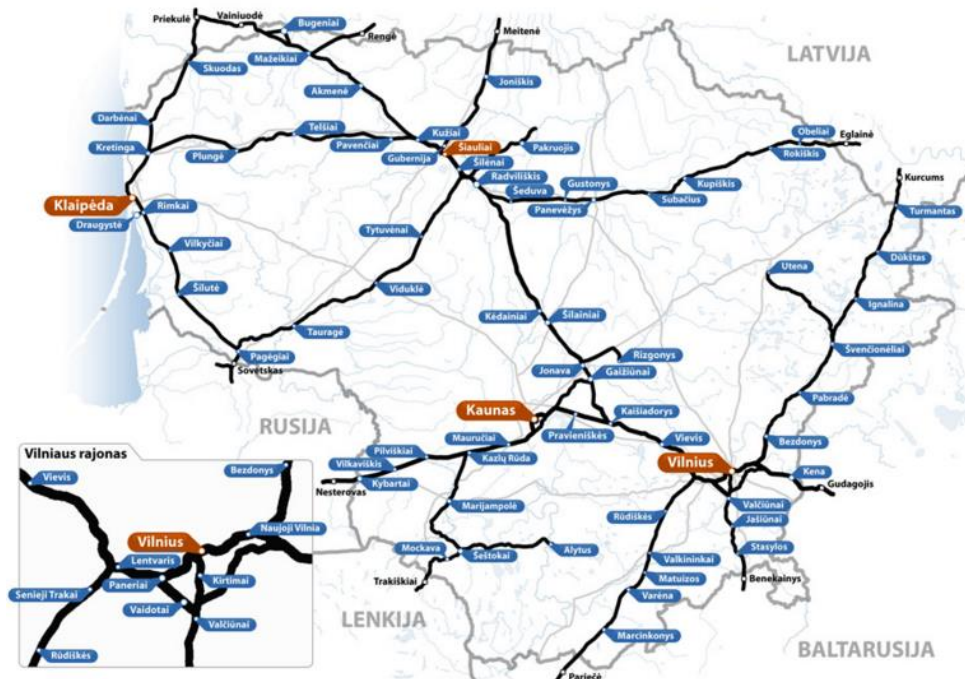 Priekulė
Vainiuodė
Bugeniai
Rengė
Meitenė
LATVIJA
Mažeikiai
Skuodas
Akmenė
Joniškis
Darbėnai
Kretinga
Plungė
Telšiai
Pavenčiai
Kužiai
Šiauliai
Gubernija
Pakruojis
Šilėnai
Radviliškis
Šeduva
Gustonys
Panevėžys
Subačius
Kupiškis
Rokiškis
Obeliai
Eglainė
Kurcums
Turmantas
Klaipėda
Rimkai
Draugystė
Tytuvėnai
Vilkyčiai
Dūkštas
Utena
Šilutė
Viduklė
Ignalina
Kėdainiai
Šilainiai
Tauragė
Švenčionėliai
Pagėgiai
Sovetskas
Rizgonys
Jonava
Gaižiūnai
Pabradė
RUSIJA
Kaunas
Kaišiadorys
Pravieniškės
Mauručiai
Vievis
Bezdonys
Pilviškiai
Kazlų Rūda
Vilkaviškis
Vilnius
Kena
Nesterovas
Kybartai
Gudagojis
Marijampolė
Rūdiškės
Valčiūnai
Jašiūnai
Mockava
Šeštokai
Alytus
Stasylos
Valkininkai
Trakiškiai
Matuizos
Benekainys
Varėna
LENKIJA
Marcinkonys
BALTARUSIJA
Pariečė
Vilniaus rajonas
Bezdonys
Vievis
Naujoji Vilnia
Vilnius
Lentvaris
Paneriai
Kirtimai
Senieji Trakai
Vaidotai
Valčiūnai
Rūdiškės